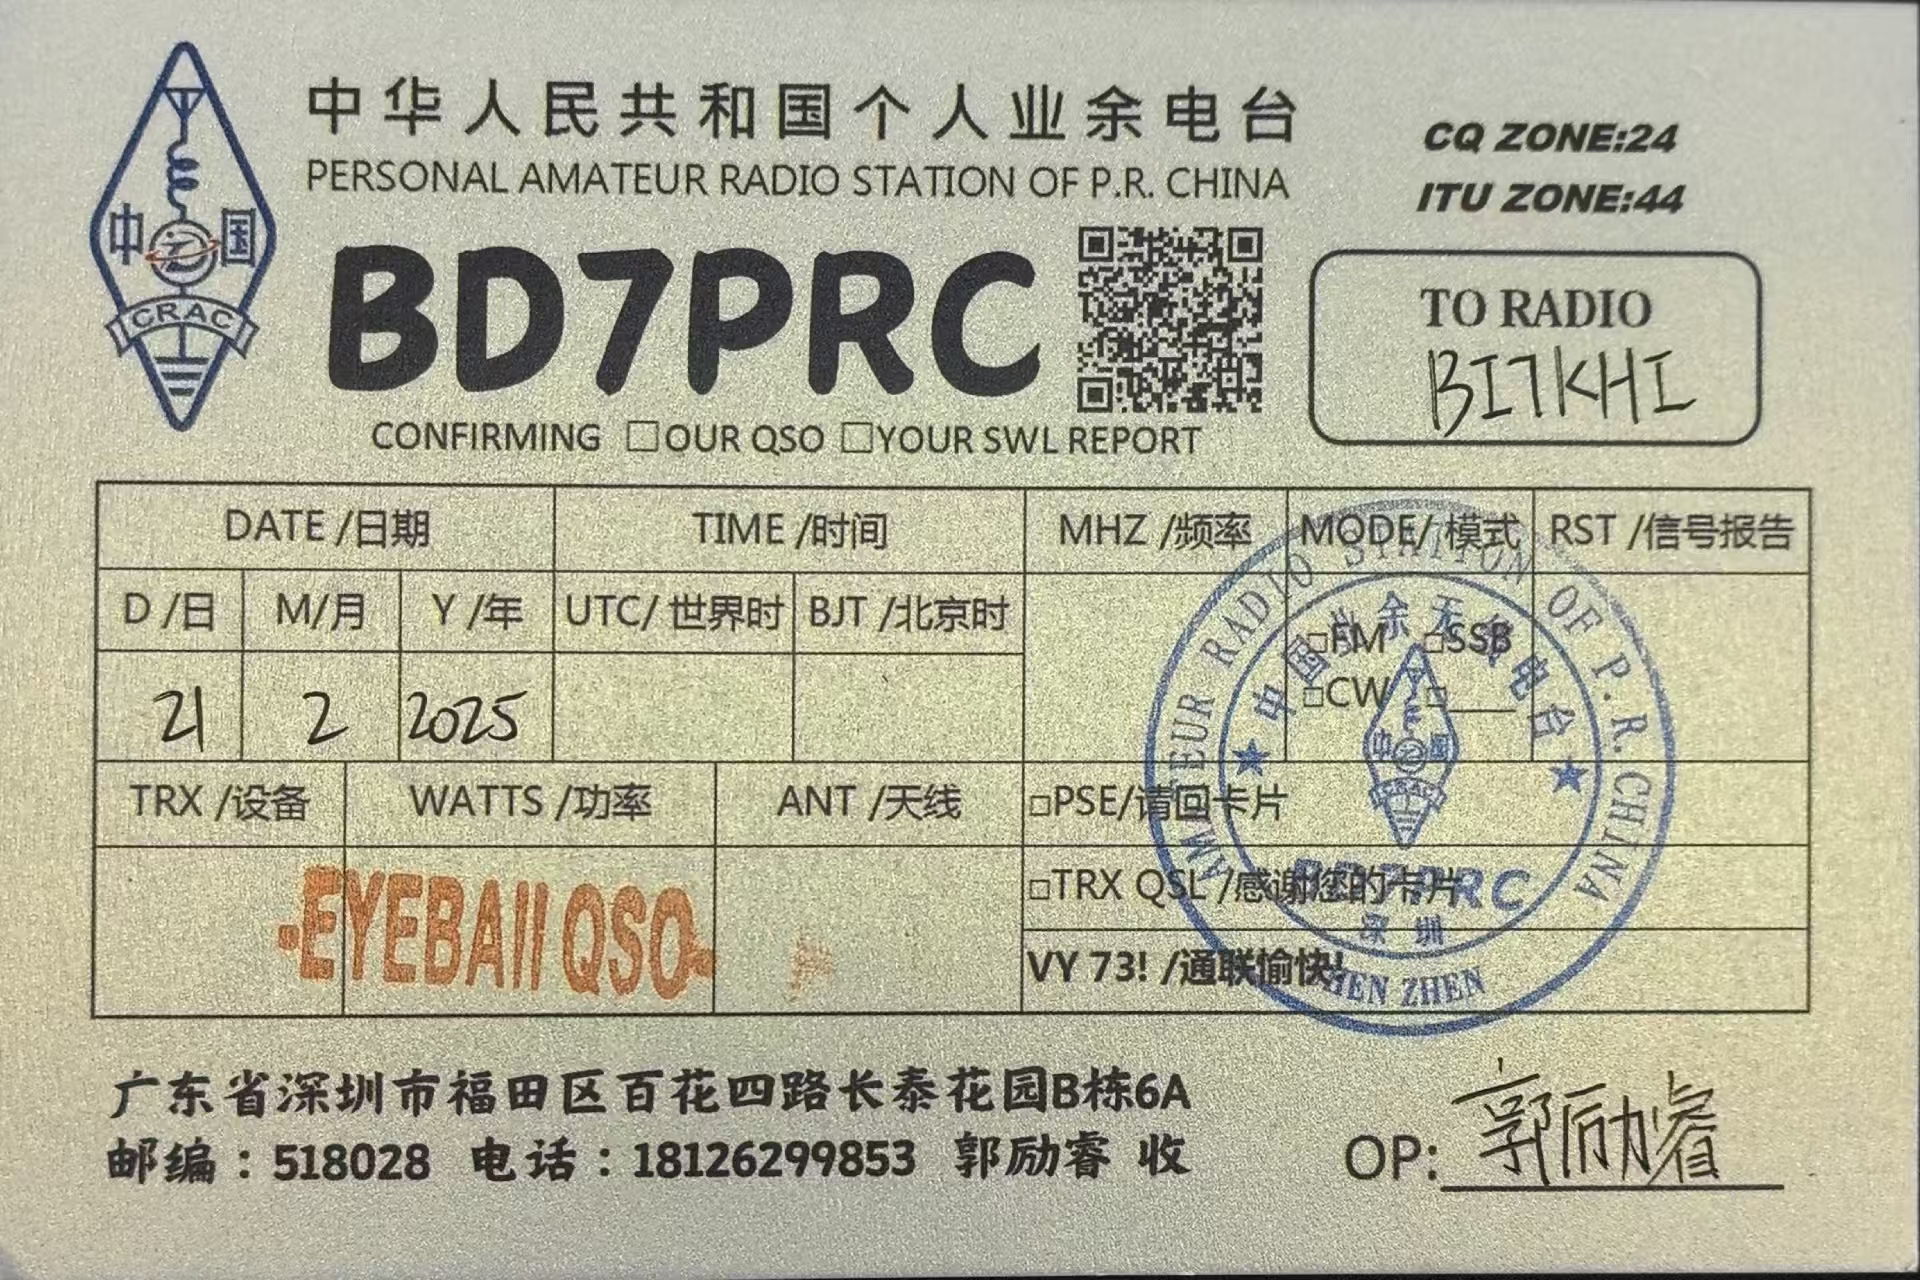 中华人民共和国个人业余电台
PERSONAL AMATEUR RADIO STATION OF P.R. CHINA
CQ ZONE:24
ITU ZONE:44
中国
CRAC
BD7PRC
TO RADIO
BI7KHI
CONFIRMING □OUR QSO □YOUR SWL REPORT
DATE /日期 TIME /时间 MHZ /频率 MODE/ 模式 RST /信号报告
D /日 M/月 Y /年 UTC/ 世界时 BJT /北京时
□FM □SSB
□CW □____
21 2 2025
TRX /设备 WATTS /功率 ANT /天线 □PSE/请回卡片
□TRX QSL /感谢您的卡片
EYEBAll QSO
VY 73! /通联愉快!
AMATEUR RADIO STATION OF P.R.CHINA
中国业余无线电台
中国
CRAC
BD7PRC
深圳
SHEN ZHEN
广东省深圳市福田区百花四路长泰花园B栋6A
邮编：518028 电话：18126299853 郭励睿 收
OP: 郭励睿